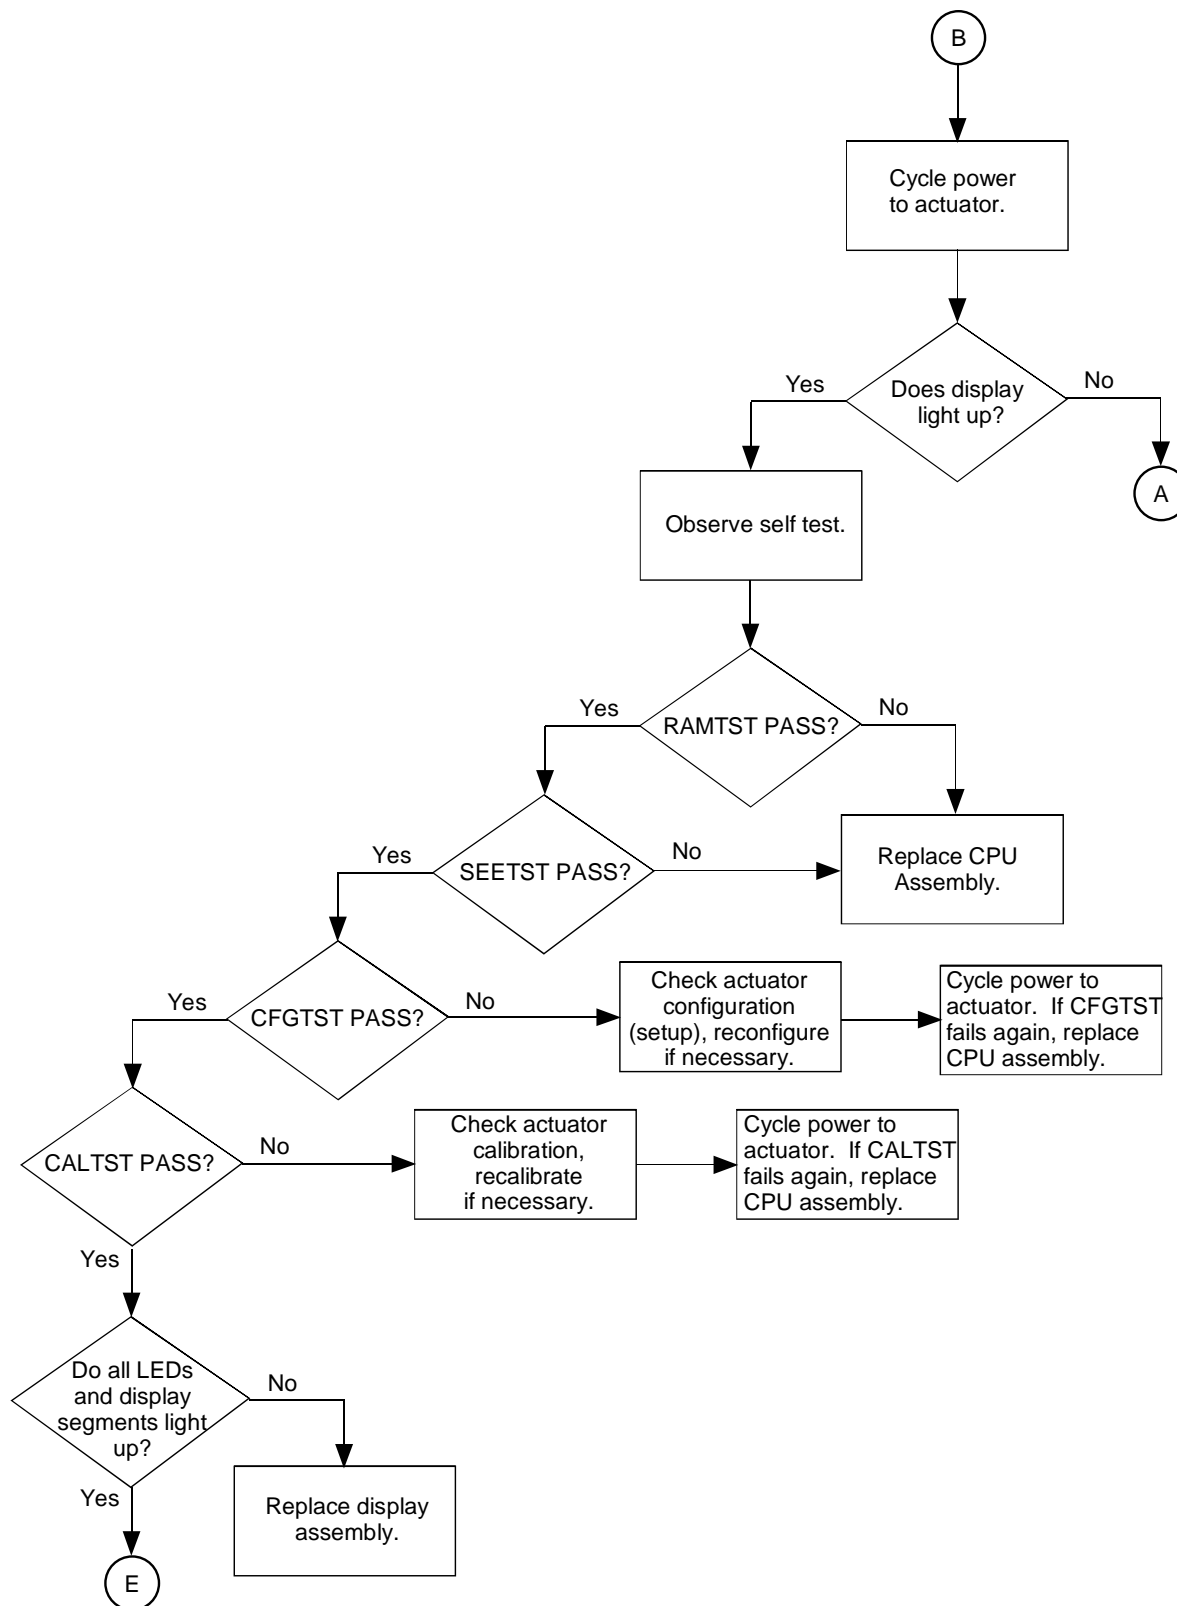 B
Cycle power
to actuator.
Does display
light up?
Yes
No
A
Observe self test.
RAMTST PASS?
Yes
No
SEETST PASS?
Yes
No
Replace CPU
Assembly.
CFGTST PASS?
Yes
No
Check actuator
configuration
(setup), reconfigure
if necessary.
Cycle power to
actuator.  If CFGTST
fails again, replace
CPU assembly.
CALTST PASS?
No
Check actuator
calibration,
recalibrate
if necessary.
Cycle power to
actuator.  If CALTST
fails again, replace
CPU assembly.
Yes
Do all LEDs
and display
segments light
up?
No
Replace display
assembly.
Yes
E